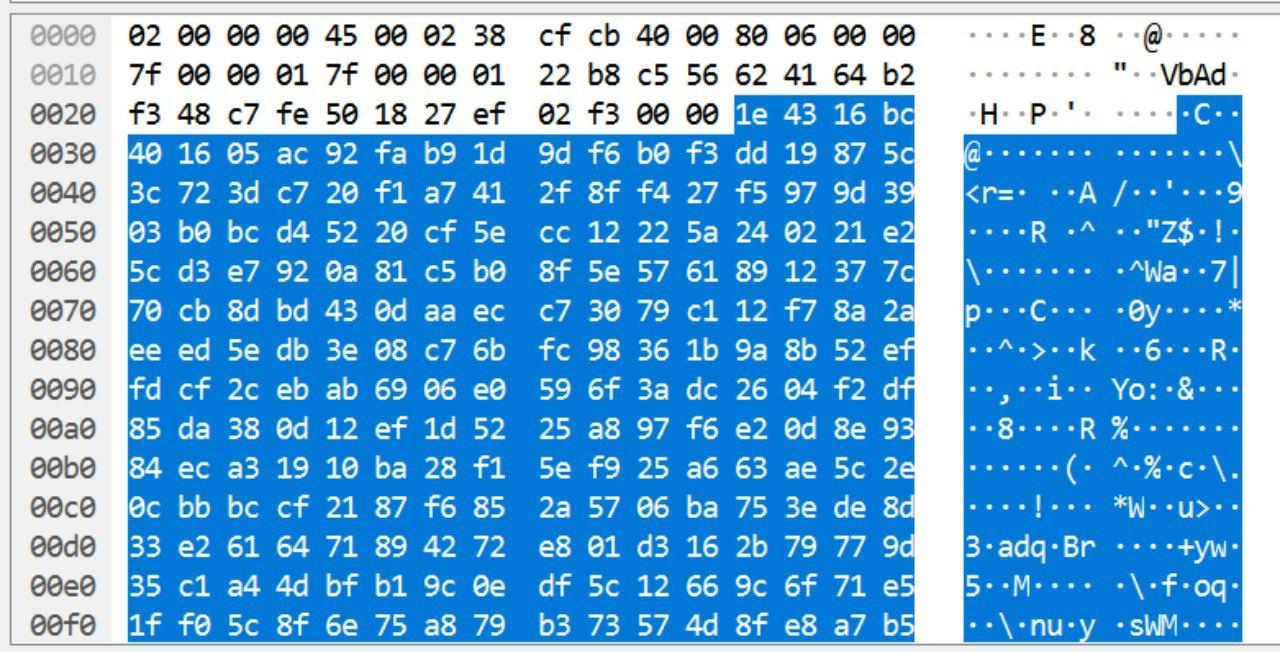 0000 02 00 00 00 45 00 02 38 cf cb 40 00 80 06 00 00 ····E··8 ··@·····
0010 7f 00 00 01 7f 00 00 01 22 b8 c5 56 62 41 64 b2 ········ "··VbAd·
0020 f3 48 c7 fe 50 18 27 ef 02 f3 00 00 1e 43 16 bc ·H··P·'· ·····C··
0030 40 16 05 ac 92 fa b9 1d 9d f6 b0 f3 dd 19 87 5c @······· ·······\
0040 3c 72 3d c7 20 f1 a7 41 2f 8f f4 27 f5 97 9d 39 <r=· ··A /··'···9
0050 03 b0 bc d4 52 20 cf 5e cc 12 22 5a 24 02 21 e2 ····R ·^ ··"Z$·!·
0060 5c d3 e7 92 0a 81 c5 b0 8f 5e 57 61 89 12 37 7c \······· ·^Wa··7|
0070 70 cb 8d bd 43 0d aa ec c7 30 79 c1 12 f7 8a 2a p···C··· ·0y····*
0080 ee ed 5e db 3e 08 c7 6b fc 98 36 1b 9a 8b 52 ef ··^·>··k ··6···R·
0090 fd cf 2c eb ab 69 06 e0 59 6f 3a dc 26 04 f2 df ··,··i·· Yo:·&···
00a0 85 da 38 0d 12 ef 1d 52 25 a8 97 f6 e2 0d 8e 93 ··8····R %·······
00b0 84 ec a3 19 10 ba 28 f1 5e f9 25 a6 63 ae 5c 2e ······(· ^·%·c·\.
00c0 0c bb bc cf 21 87 f6 85 2a 57 06 ba 75 3e de 8d ····!··· *W··u>··
00d0 33 e2 61 64 71 89 42 72 e8 01 d3 16 2b 79 77 9d 3·adq·Br ····+yw·
00e0 35 c1 a4 4d bf b1 9c 0e df 5c 12 66 9c 6f 71 e5 5··M···· ·\·f·oq·
00f0 1f f0 5c 8f 6e 75 a8 79 b3 73 57 4d 8f e8 a7 b5 ··\·nu·y ·sWM····